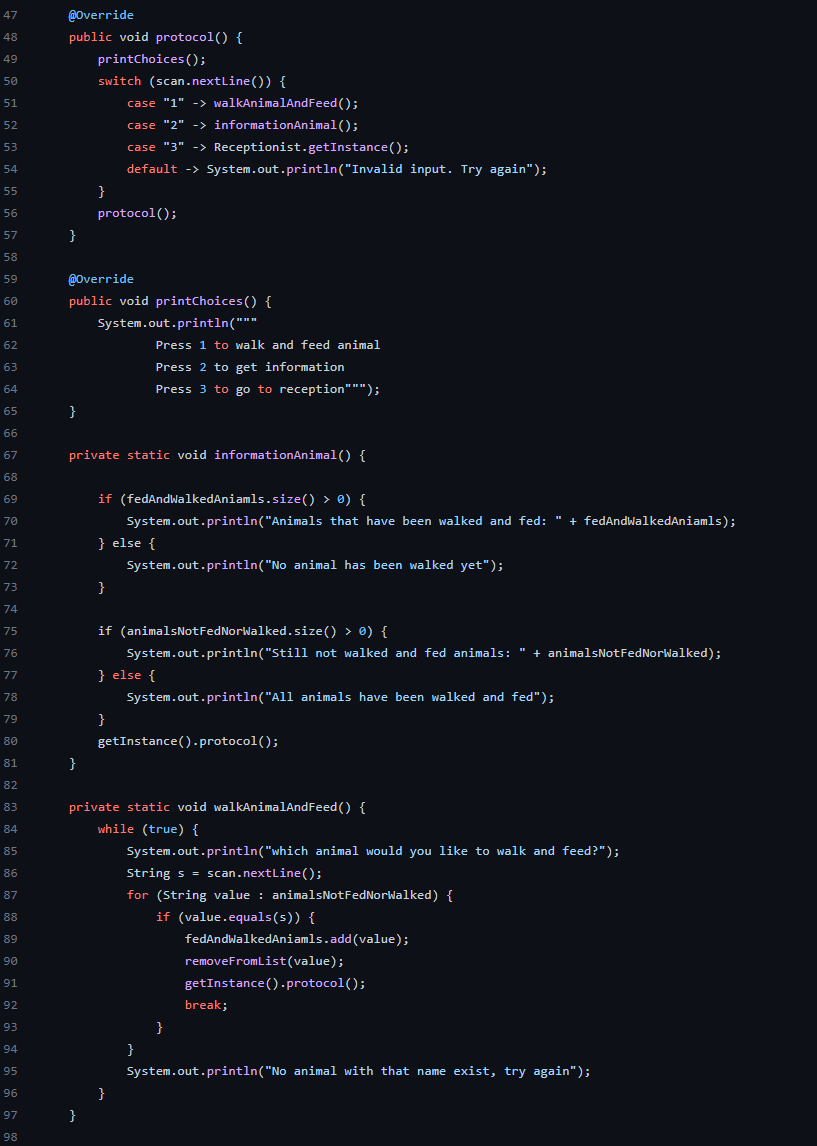 47 @Override
48 public void protocol() {
49 printChoices();
50 switch (scan.nextLine()) {
51 case "1" -> walkAnimalAndFeed();
52 case "2" -> informationAnimal();
53 case "3" -> Receptionist.getInstance();
54 default -> System.out.println("Invalid input. Try again");
55 }
56 protocol();
57 }
58
59 @Override
60 public void printChoices() {
61 System.out.println("""
62 Press 1 to walk and feed animal
63 Press 2 to get information
64 Press 3 to go to reception""");
65 }
66
67 private static void informationAnimal() {
68
69 if (fedAndWalkedAniamls.size() > 0) {
70 System.out.println("Animals that have been walked and fed: " + fedAndWalkedAniamls);
71 } else {
72 System.out.println("No animal has been walked yet");
73 }
74
75 if (animalsNotFedNorWalked.size() > 0) {
76 System.out.println("Still not walked and fed animals: " + animalsNotFedNorWalked);
77 } else {
78 System.out.println("All animals have been walked and fed");
79 }
80 getInstance().protocol();
81 }
82
83 private static void walkAnimalAndFeed() {
84 while (true) {
85 System.out.println("which animal would you like to walk and feed?");
86 String s = scan.nextLine();
87 for (String value : animalsNotFedNorWalked) {
88 if (value.equals(s)) {
89 fedAndWalkedAniamls.add(value);
90 removeFromList(value);
91 getInstance().protocol();
92 break;
93 }
94 }
95 System.out.println("No animal with that name exist, try again");
96 }
97 }
98